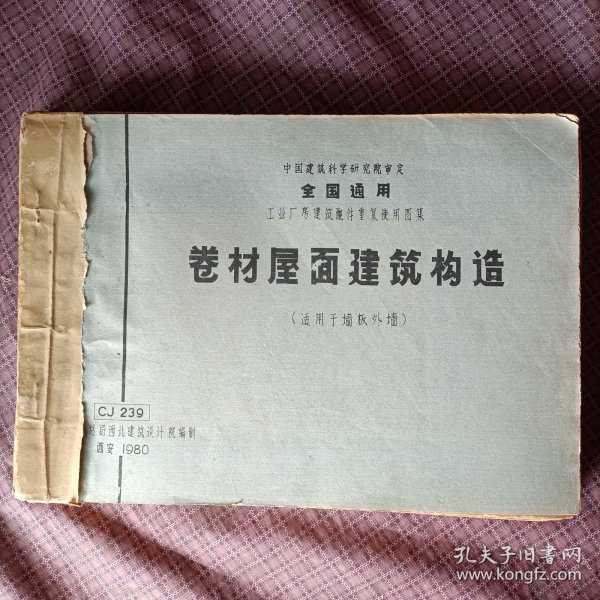 中国建筑科学研究院审定
全国通用
工业厂房建筑配件重复使用图集
卷材屋面建筑构造
(适用于墙板外墙)
CJ 239
总局西北建筑设计院编制
西安 1980
孔夫子旧书网
www.kongfz.com